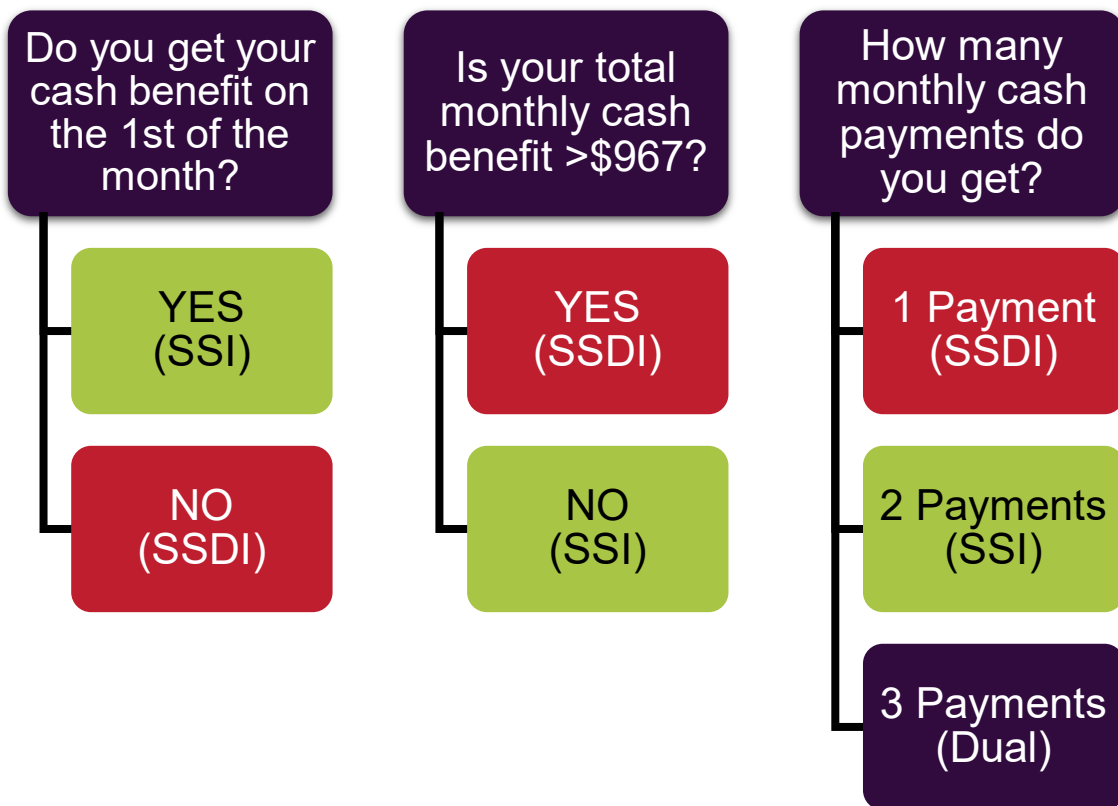 Do you get your
cash benefit on
the 1st of the
month?
YES
(SSI)
NO
(SSDI)
Is your total
monthly cash
benefit >$967?
YES
(SSDI)
NO
(SSI)
How many
monthly cash
payments do
you get?
1 Payment
(SSDI)
2 Payments
(SSI)
3 Payments
(Dual)